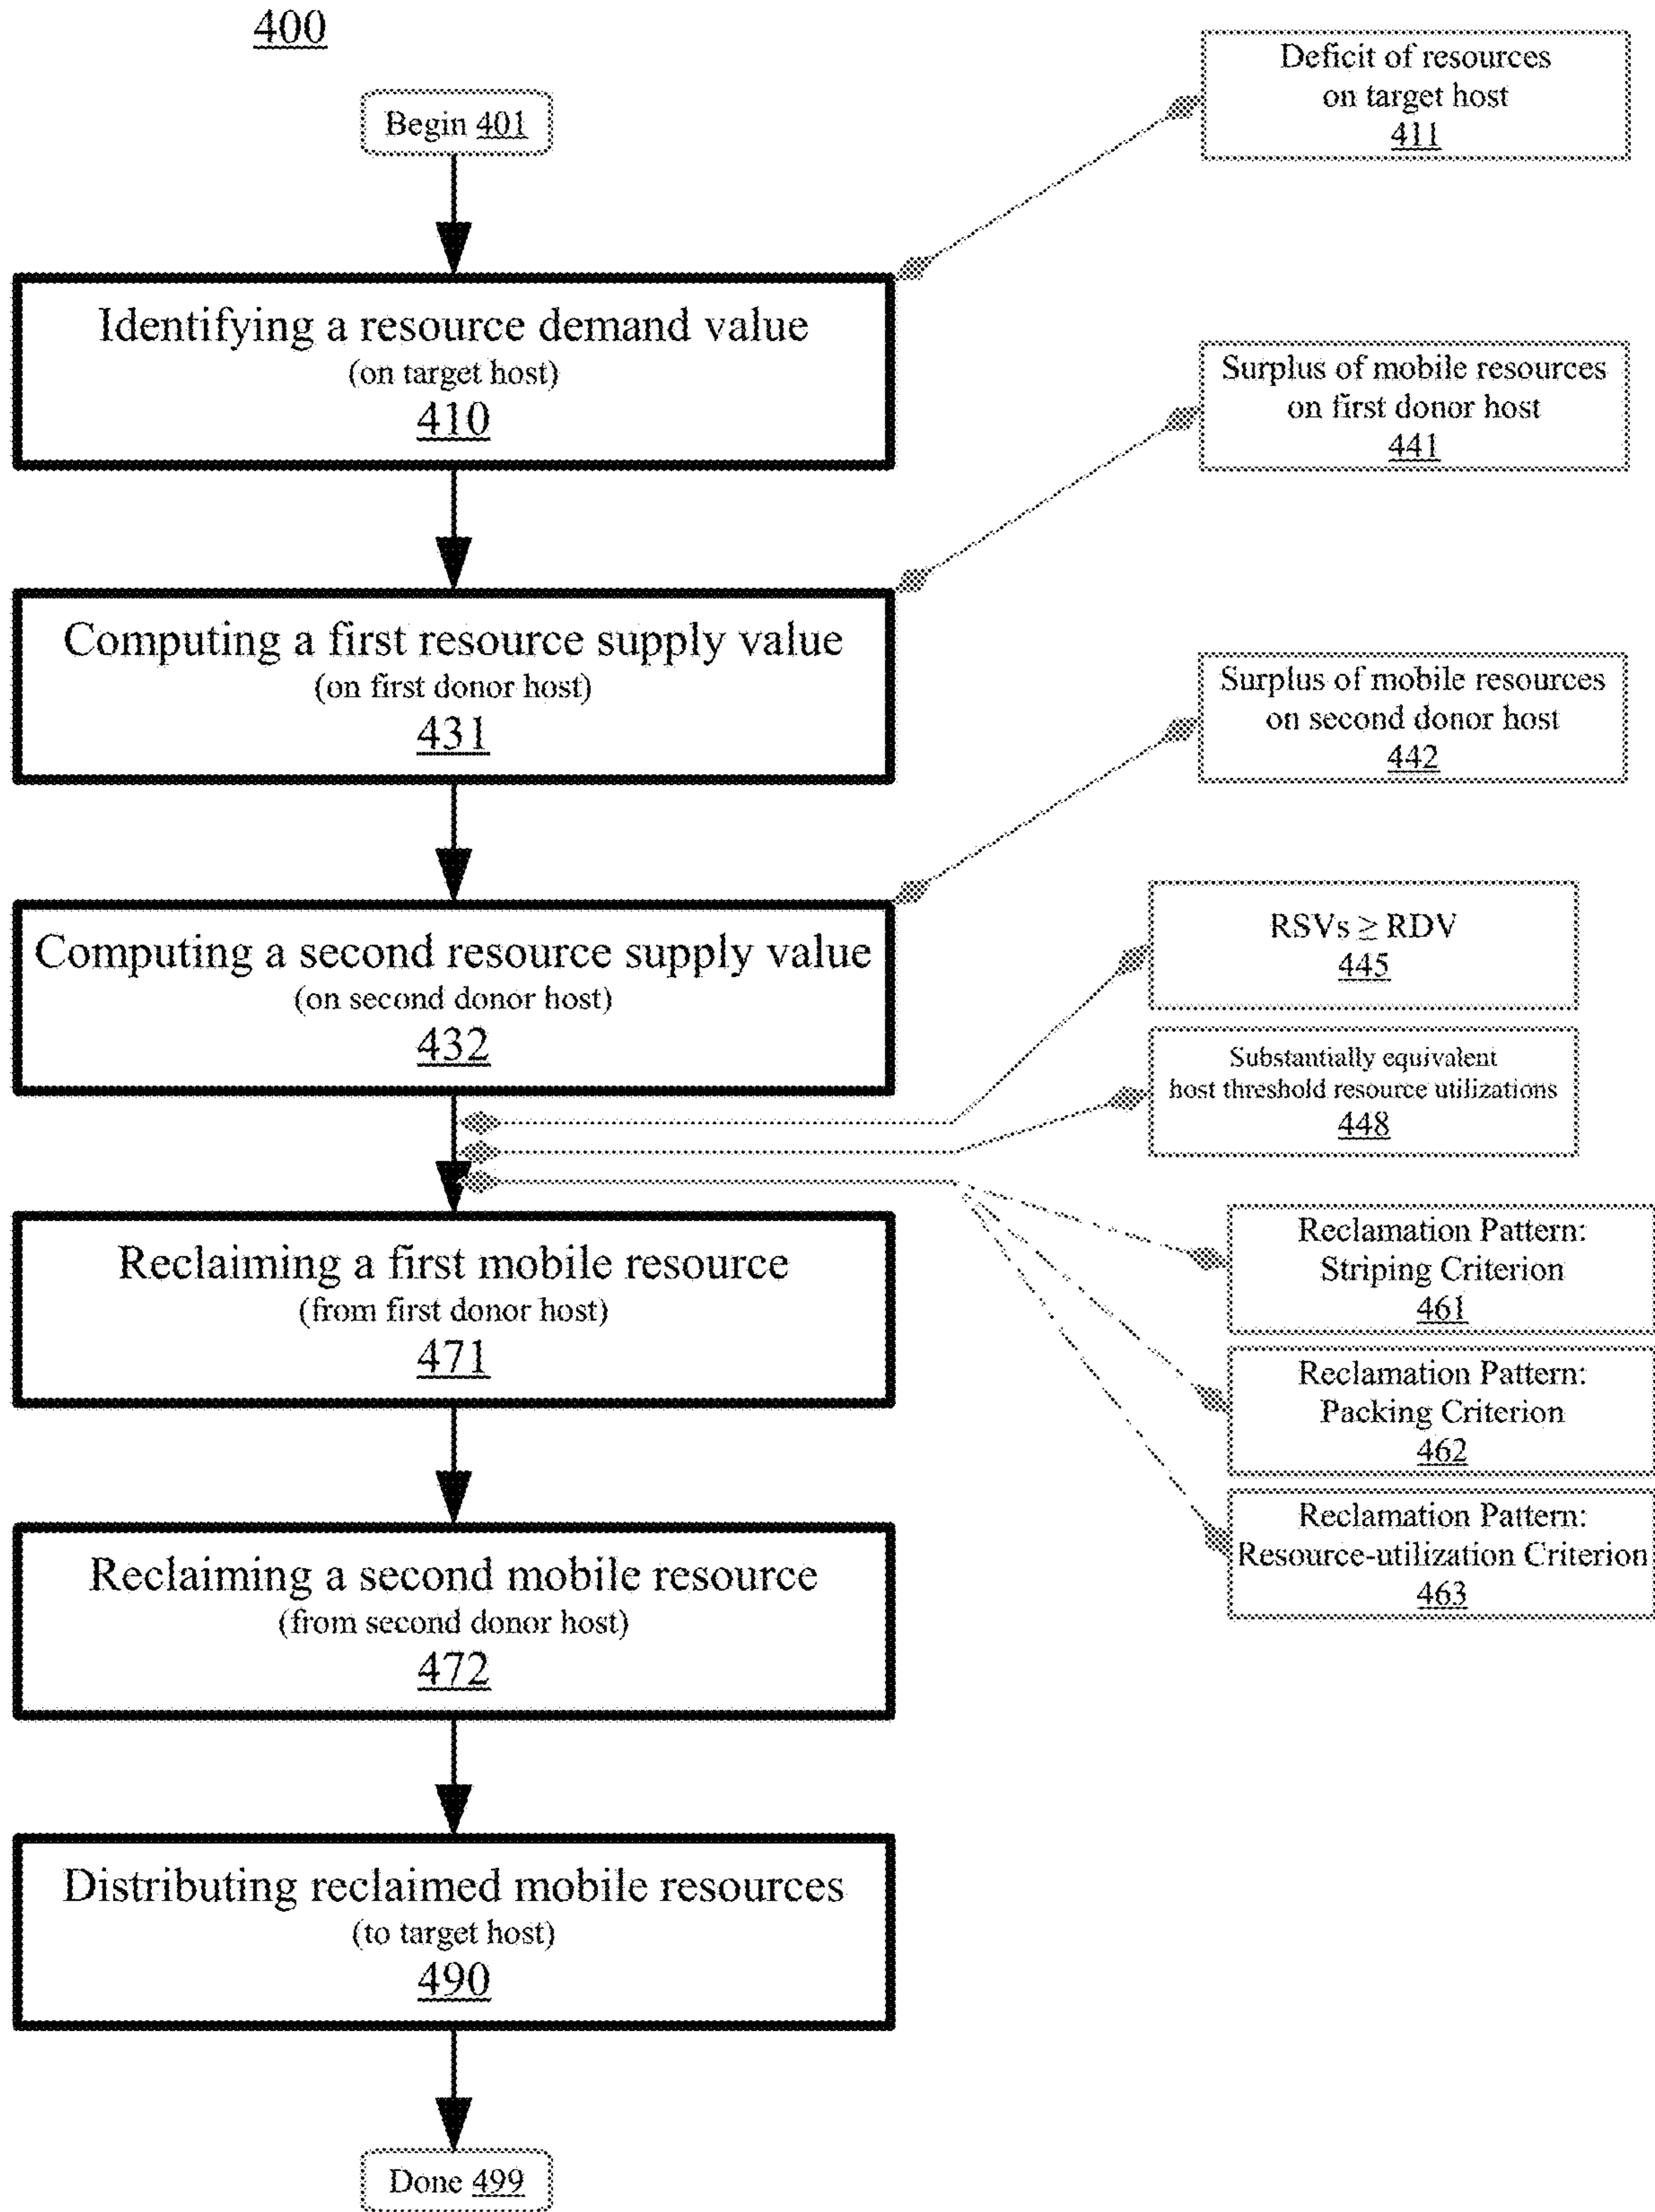 400
Begin 401
Deficit of resources
on target host
411
Identifying a resource demand value
(on target host)
410
Surplus of mobile resources
on first donor host
441
Computing a first resource supply value
(on first donor host)
431
Surplus of mobile resources
on second donor host
442
Computing a second resource supply value
(on second donor host)
432
RSVs ≥ RDV
445
Substantially equivalent
host threshold resource utilizations
448
Reclaiming a first mobile resource
(from first donor host)
471
Reclamation Pattern:
Striping Criterion
461
Reclamation Pattern:
Packing Criterion
462
Reclamation Pattern:
Resource-utilization Criterion
463
Reclaiming a second mobile resource
(from second donor host)
472
Distributing reclaimed mobile resources
(to target host)
490
Done 499